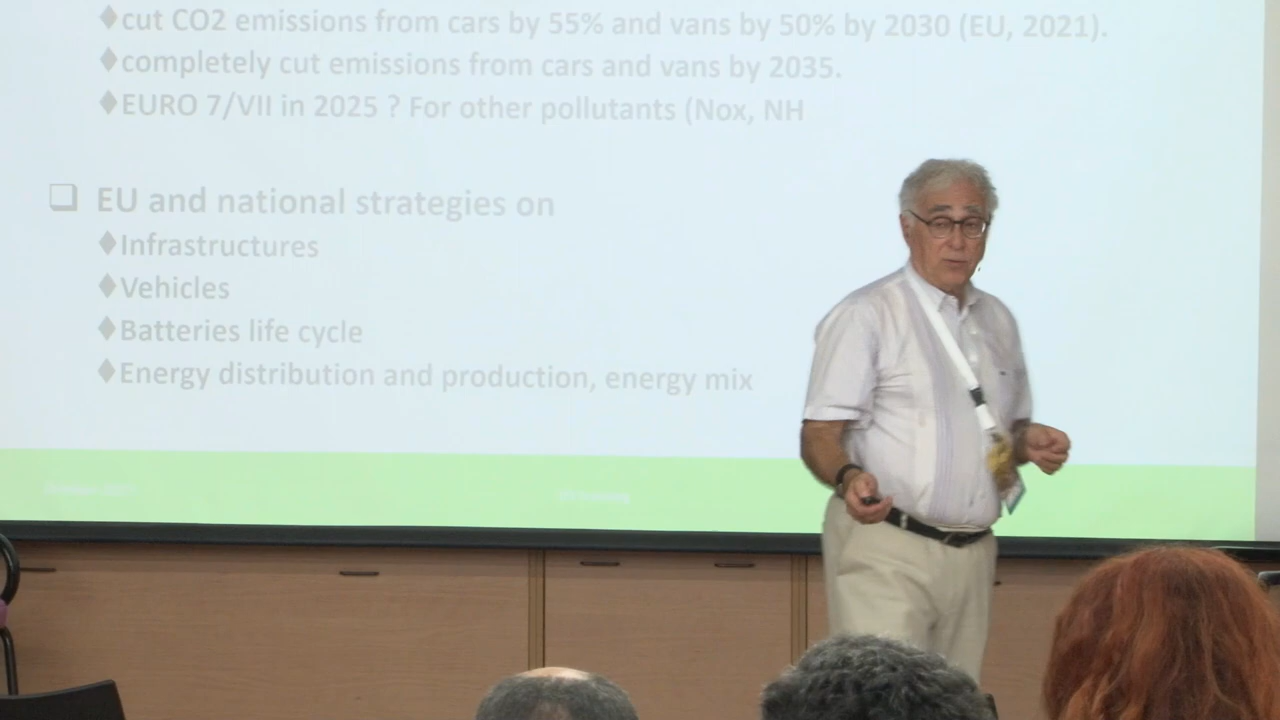 ♦cut CO2 emissions from cars by 55% and vans by 50% by 2030 (EU, 2021).
♦completely cut emissions from cars and vans by 2035.
♦EURO 7/VII in 2025 ? For other pollutants (Nox, NH
❑ EU and national strategies on
♦Infrastructures
♦Vehicles
♦Batteries life cycle
♦Energy distribution and production, energy mix